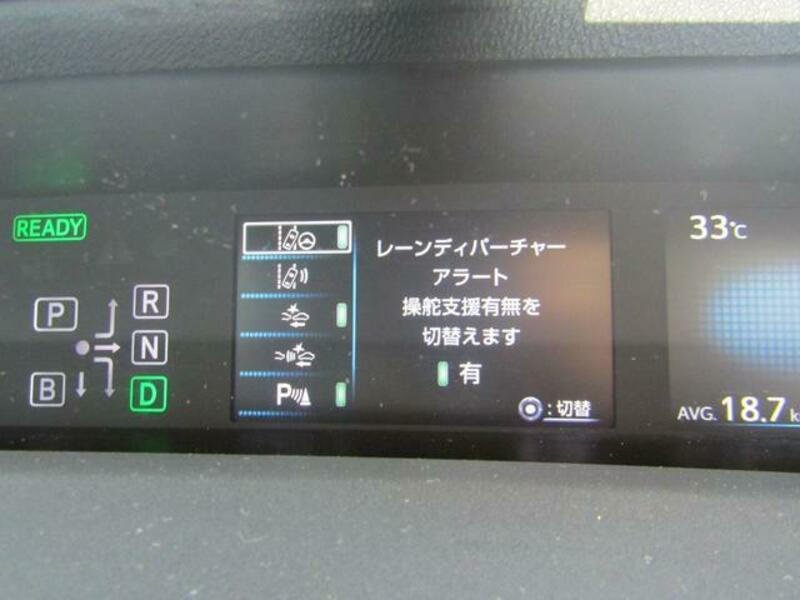 READY
P
R
N
B
D
P
レーンディパーチャー
アラート
操舵支援有無を
切替えます
有
:切替
33℃
AVG. 18.7 k